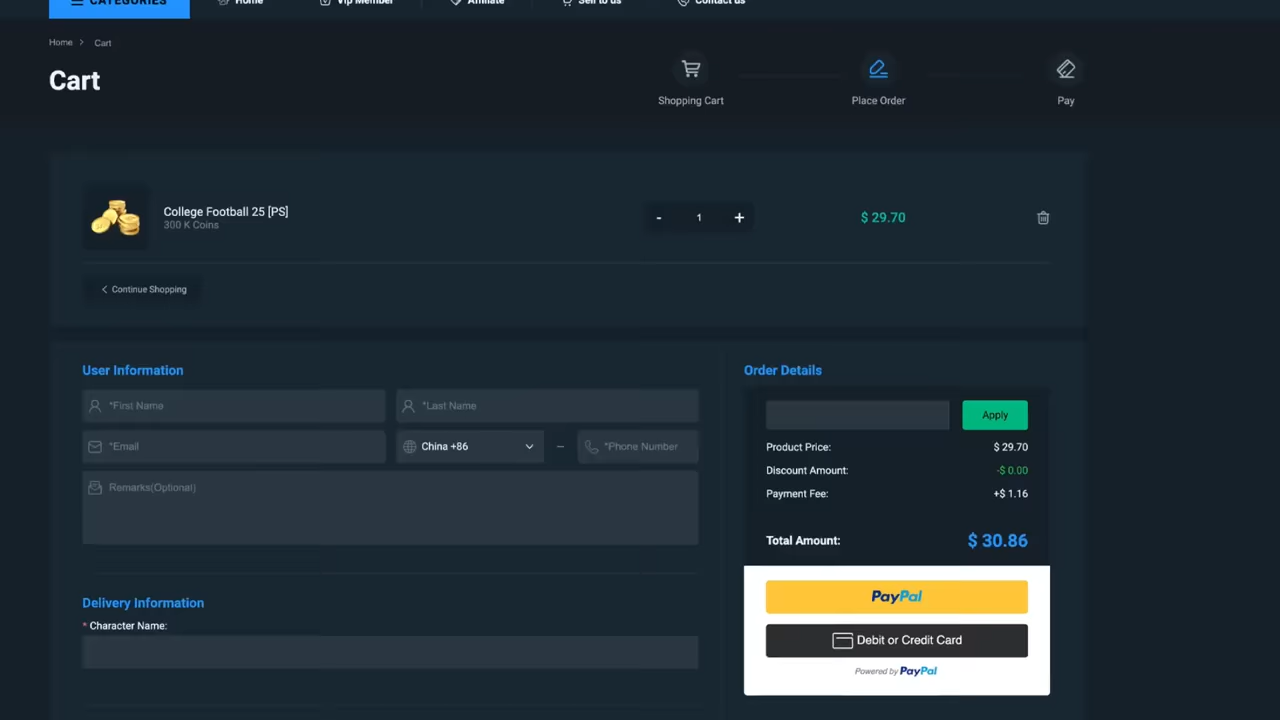 CATEGORIES
Home
Vip Member
Affiliate
Sell to us
Contact us
Home > Cart
Cart
Shopping Cart
Place Order
Pay
College Football 25 [PS]
300 K Coins
- 1 +
$ 29.70
< Continue Shopping
User Information
*First Name
*Last Name
*Email
China +86
–
*Phone Number
Remarks(Optional)
Delivery Information
* Character Name:
Order Details
Apply
Product Price: $ 29.70
Discount Amount: -$ 0.00
Payment Fee: +$ 1.16
Total Amount: $ 30.86
PayPal
Debit or Credit Card
Powered by PayPal